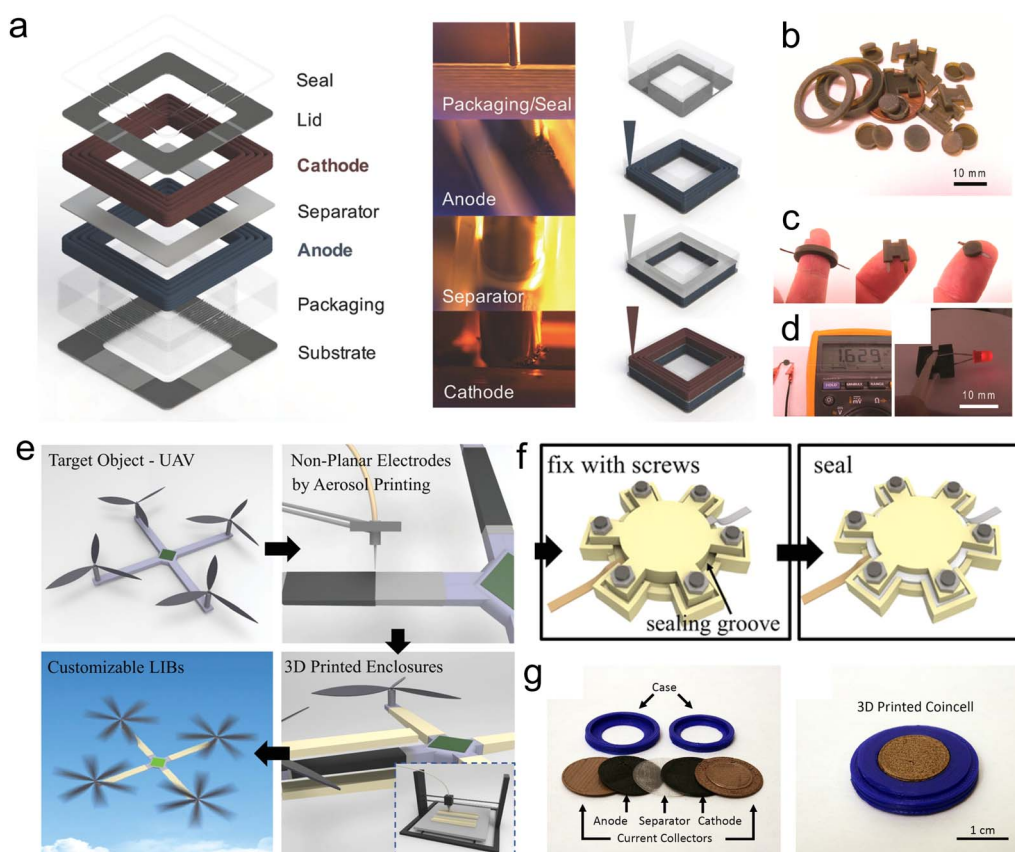 a
Seal
Lid
Cathode
Separator
Anode
Packaging
Substrate
Packaging/Seal
Anode
Separator
Cathode
b
10 mm
c
d
1.629
10 mm
e
Target Object - UAV
Non-Planar Electrodes
by Aerosol Printing
Customizable LIBs
3D Printed Enclosures
f
fix with screws
sealing groove
seal
g
Case
Anode
Separator
Cathode
Current Collectors
3D Printed Coincell
1 cm